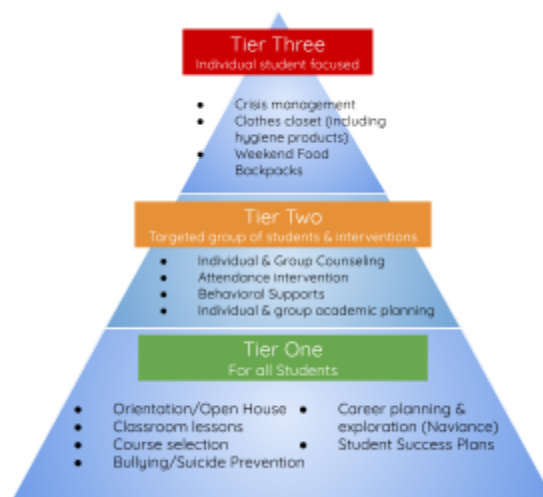 Tier Three
Individual student focused
Crisis management
Clothes closet (including
hygiene products)
Weekend Food
Backpacks
Tier Two
Targeted group of students & interventions
Individual & Group Counseling
Attendance intervention
Behavioral Supports
Individual & group academic planning
Tier One
For all Students
Orientation/Open House
Classroom lessons
Course selection
Bullying/Suicide Prevention
Career planning &
exploration (Naviance)
Student Success Plans